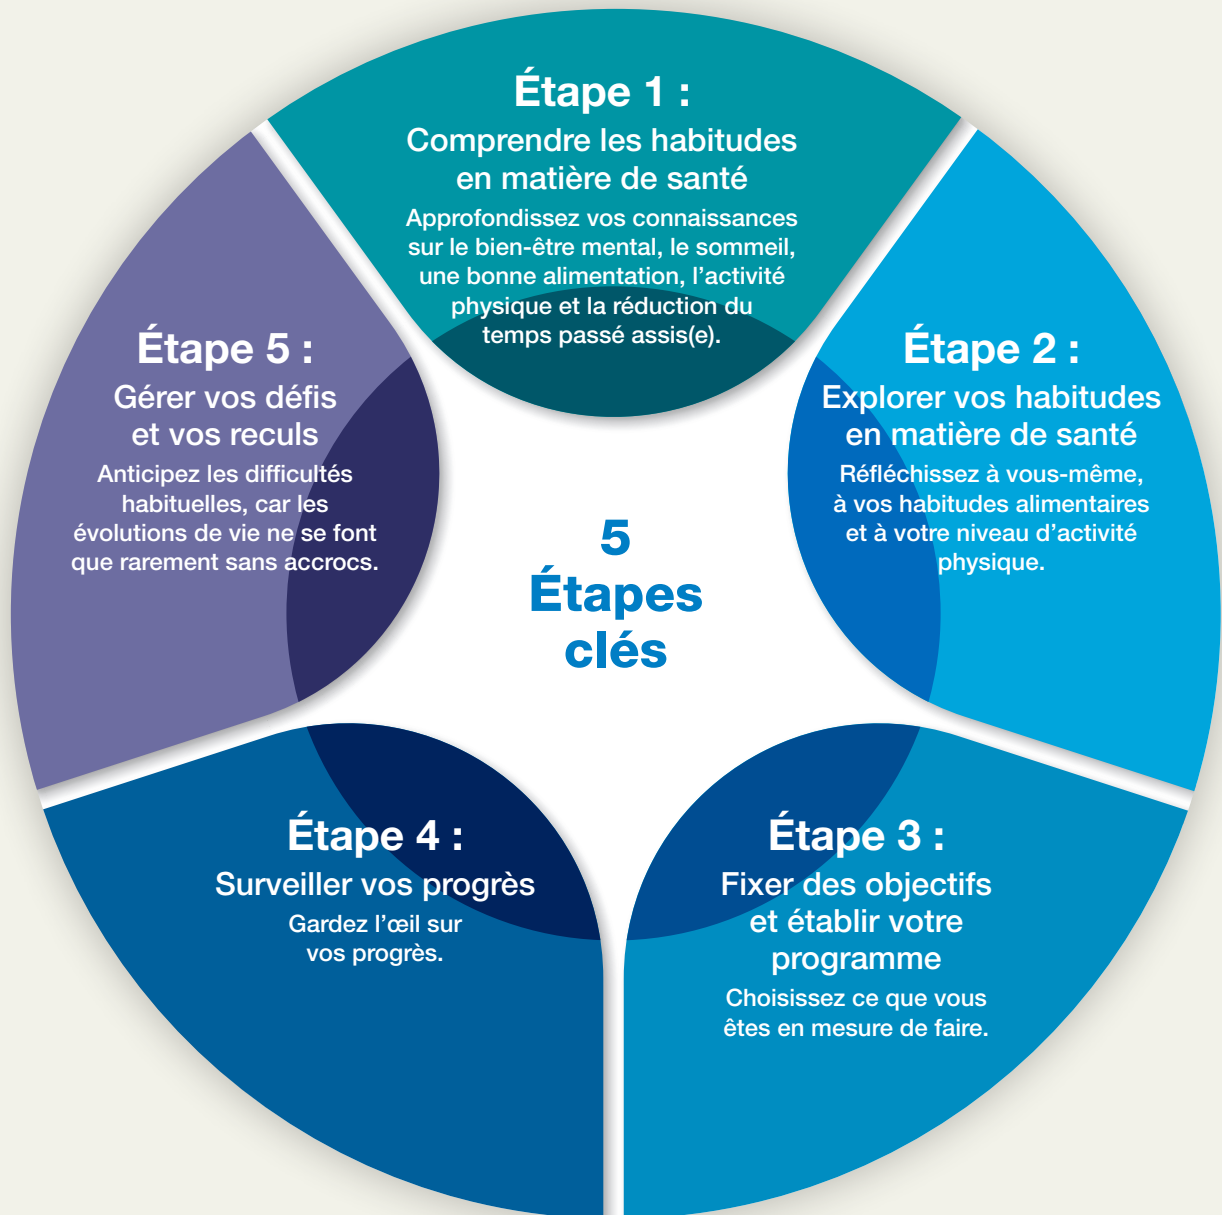 Étape 1 :
Comprendre les habitudes
en matière de santé
Approfondissez vos connaissances
sur le bien-être mental, le sommeil,
une bonne alimentation, l’activité
physique et la réduction du
temps passé assis(e).
Étape 2 :
Explorer vos habitudes
en matière de santé
Réfléchissez à vous-même,
à vos habitudes alimentaires
et à votre niveau d’activité
physique.
Étape 3 :
Fixer des objectifs
et établir votre
programme
Choisissez ce que vous
êtes en mesure de faire.
Étape 4 :
Surveiller vos progrès
Gardez l’œil sur
vos progrès.
Étape 5 :
Gérer vos défis
et vos reculs
Anticipez les difficultés
habituelles, car les
évolutions de vie ne se font
que rarement sans accrocs.
5
Étapes
clés